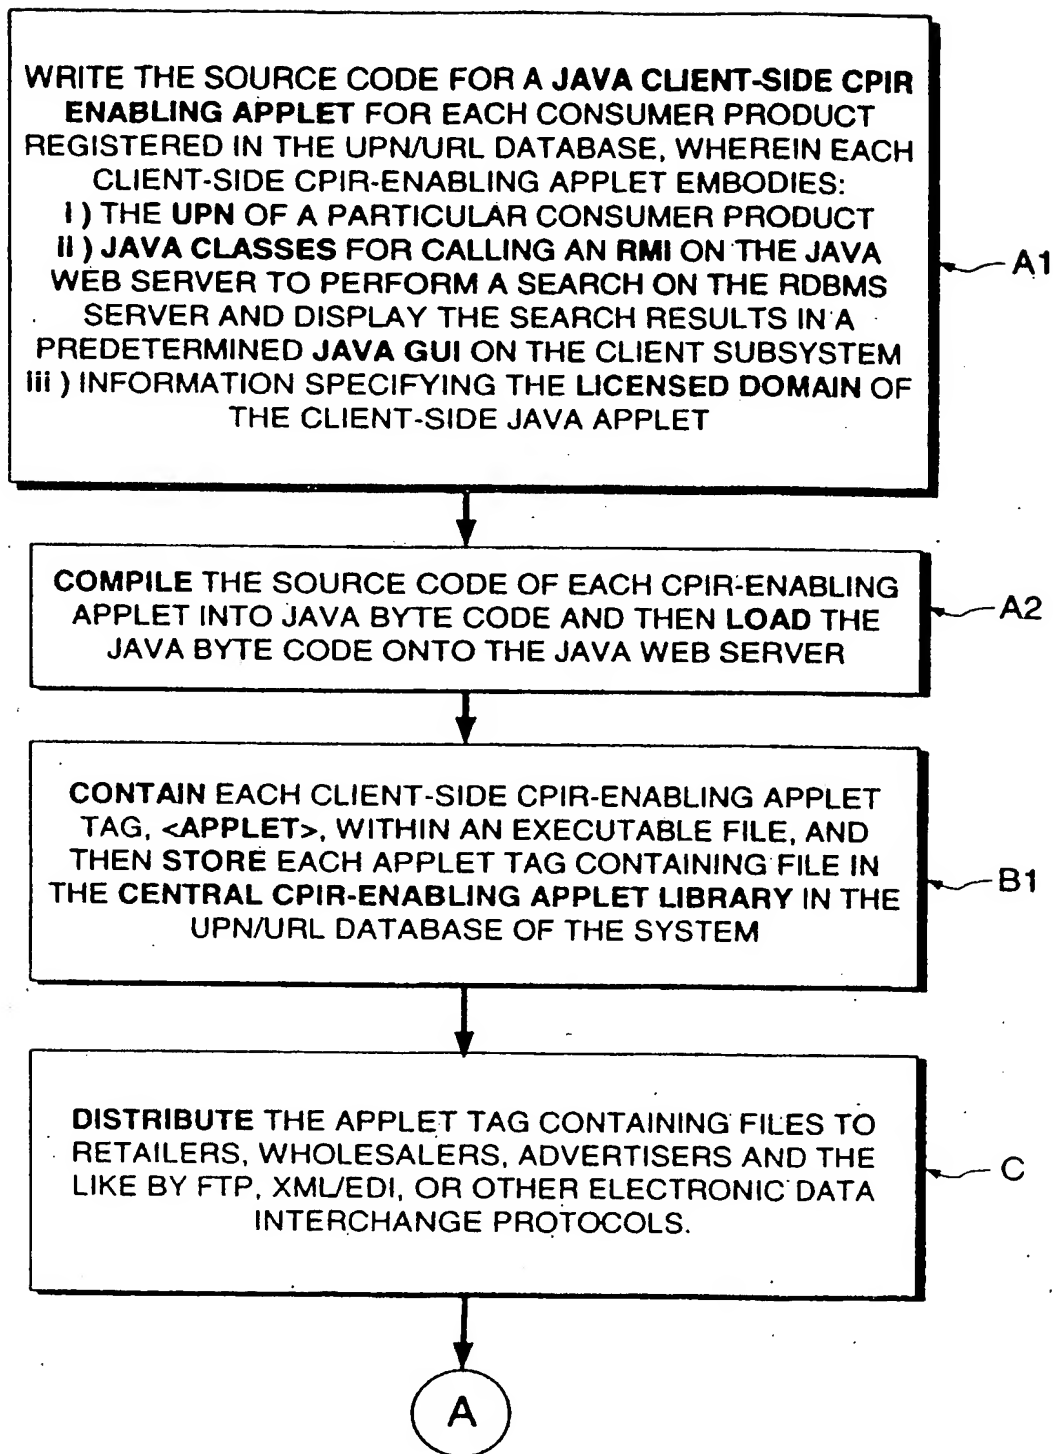 WRITE THE SOURCE CODE FOR A JAVA CLIENT-SIDE CPIR
ENABLING APPLET FOR EACH CONSUMER PRODUCT
REGISTERED IN THE UPN/URL DATABASE, WHEREIN EACH
CLIENT-SIDE CPIR-ENABLING APPLET EMBODIES:
i ) THE UPN OF A PARTICULAR CONSUMER PRODUCT
ii ) JAVA CLASSES FOR CALLING AN RMI ON THE JAVA
WEB SERVER TO PERFORM A SEARCH ON THE RDBMS
SERVER AND DISPLAY THE SEARCH RESULTS IN A
PREDETERMINED JAVA GUI ON THE CLIENT SUBSYSTEM
iii ) INFORMATION SPECIFYING THE LICENSED DOMAIN OF
THE CLIENT-SIDE JAVA APPLET
A1
COMPILE THE SOURCE CODE OF EACH CPIR-ENABLING
APPLET INTO JAVA BYTE CODE AND THEN LOAD THE
JAVA BYTE CODE ONTO THE JAVA WEB SERVER
A2
CONTAIN EACH CLIENT-SIDE CPIR-ENABLING APPLET
TAG, <APPLET>, WITHIN AN EXECUTABLE FILE, AND
THEN STORE EACH APPLET TAG CONTAINING FILE IN
THE CENTRAL CPIR-ENABLING APPLET LIBRARY IN THE
UPN/URL DATABASE OF THE SYSTEM
B1
DISTRIBUTE THE APPLET TAG CONTAINING FILES TO
RETAILERS, WHOLESALERS, ADVERTISERS AND THE
LIKE BY FTP, XML/EDI, OR OTHER ELECTRONIC DATA
INTERCHANGE PROTOCOLS.
C
A